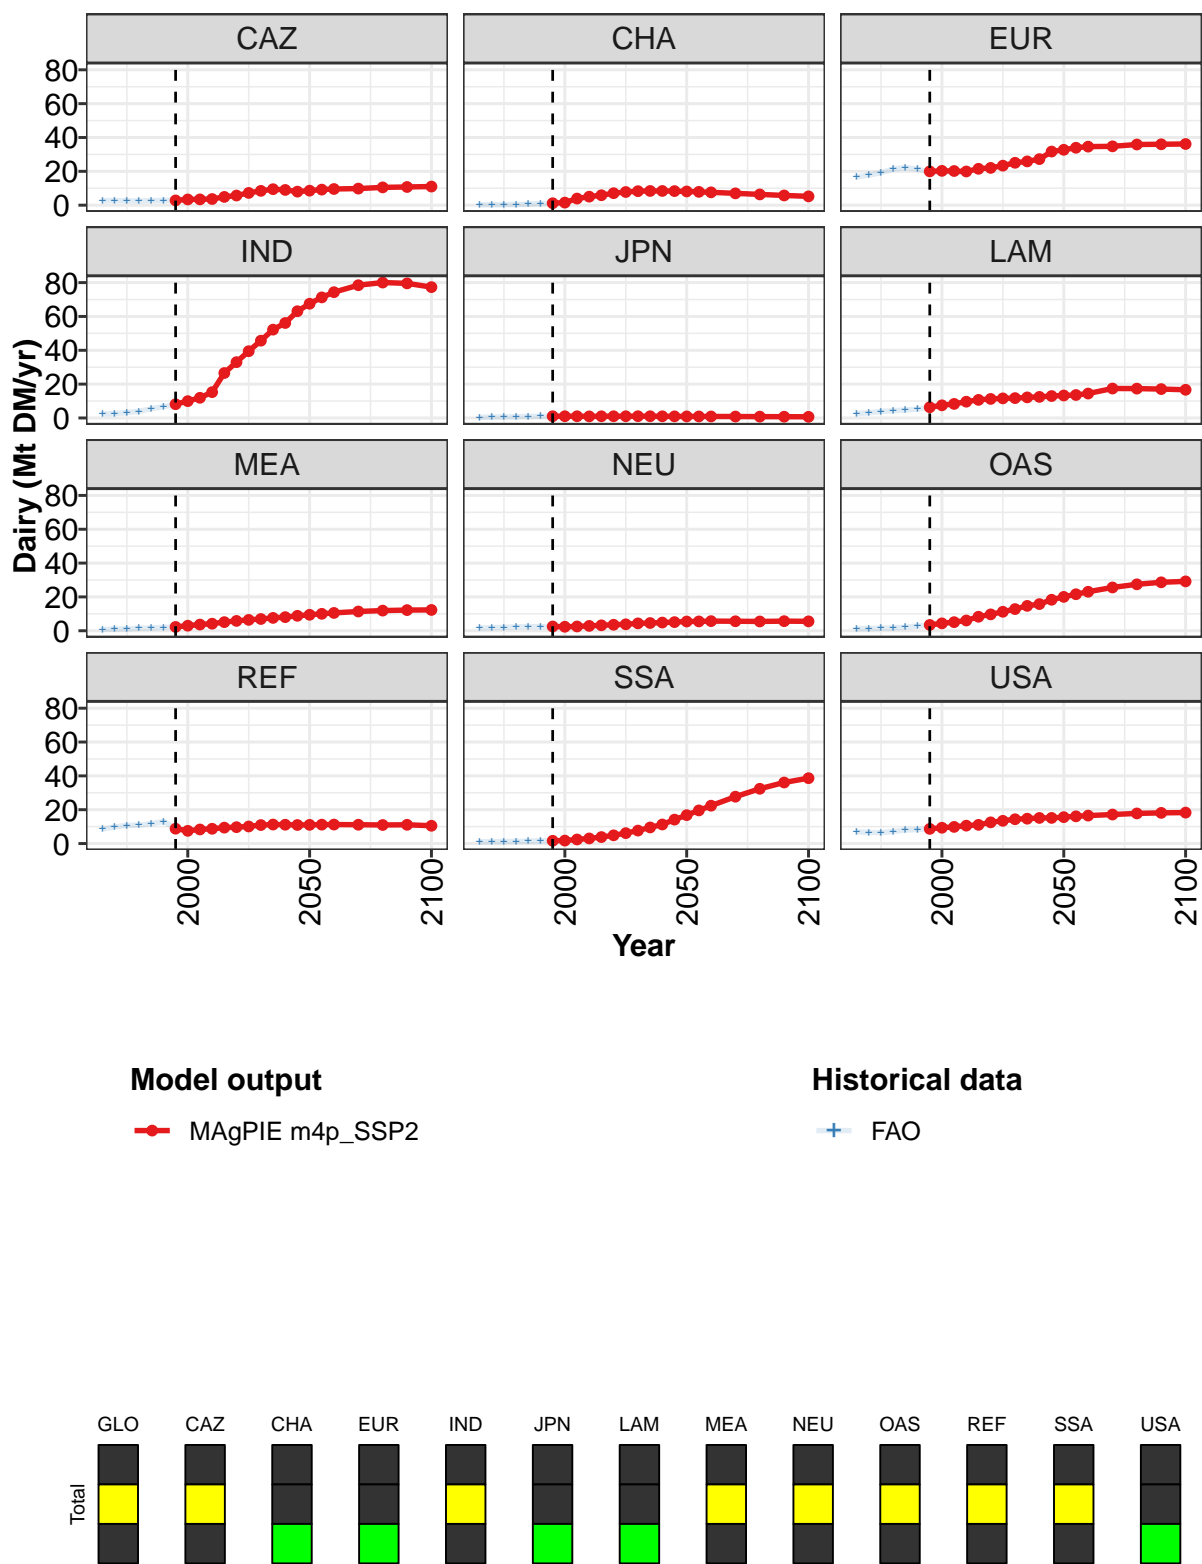 CAZ CHA EUR
80
60
40
20
0
IND JPN LAM
80
60
40
20
0
MEA NEU OAS
80
60
40
20
0
REF SSA USA
80
60
40
20
0
Dairy (Mt DM/yr)
2000 2050 2100 2000 2050 2100 2000 2050 2100
Year
Model output Historical data
MAgPIE m4p_SSP2 FAO
GLO CAZ CHA EUR IND JPN LAM MEA NEU OAS REF SSA USA
Total